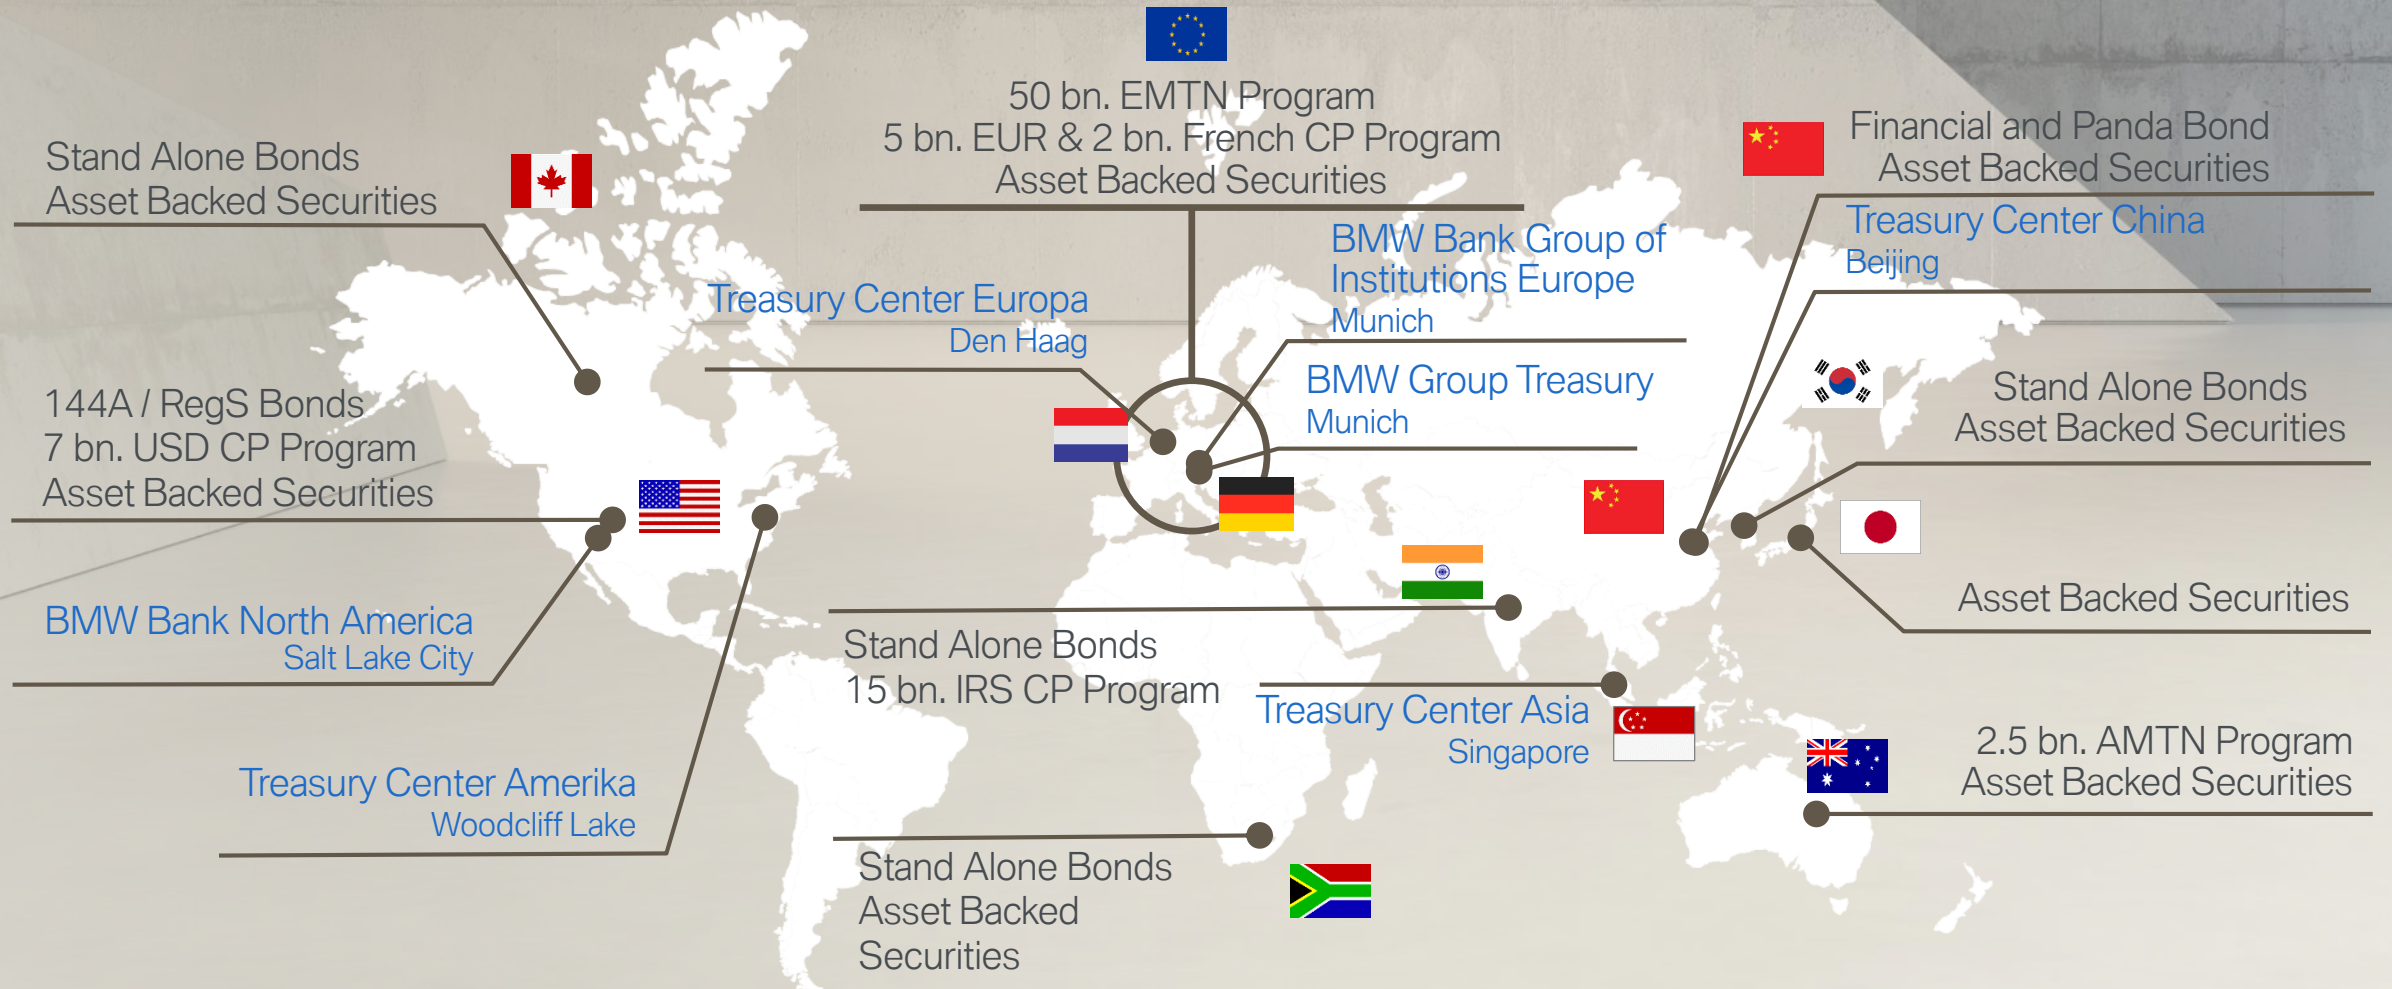 50 bn. EMTN Program
5 bn. EUR & 2 bn. French CP Program
Asset Backed Securities
Stand Alone Bonds
Asset Backed Securities
Financial and Panda Bond
Asset Backed Securities
Treasury Center China
Beijing
BMW Bank Group of
Institutions Europe
Munich
Treasury Center Europa
Den Haag
BMW Group Treasury
Munich
144A / RegS Bonds
7 bn. USD CP Program
Asset Backed Securities
Stand Alone Bonds
Asset Backed Securities
BMW Bank North America
Salt Lake City
Asset Backed Securities
Stand Alone Bonds
15 bn. IRS CP Program
Treasury Center Asia
Singapore
Treasury Center Amerika
Woodcliff Lake
2.5 bn. AMTN Program
Asset Backed Securities
Stand Alone Bonds
Asset Backed
Securities